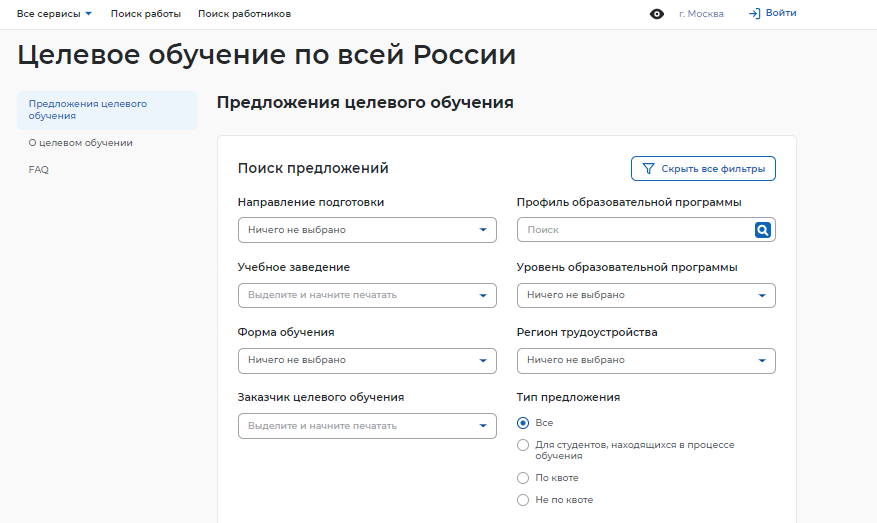 Все сервисы Поиск работы Поиск работников г. Москва Войти
Целевое обучение по всей России
Предложения целевого
обучения
О целевом обучении
FAQ
Предложения целевого обучения
Поиск предложений Скрыть все фильтры
Направление подготовки Профиль образовательной программы
Ничего не выбрано Поиск
Учебное заведение Уровень образовательной программы
Выделите и начните печатать Ничего не выбрано
Форма обучения Регион трудоустройства
Ничего не выбрано Ничего не выбрано
Заказчик целевого обучения Тип предложения
Выделите и начните печатать Все
Для студентов, находящихся в процессе
обучения
По квоте
Не по квоте